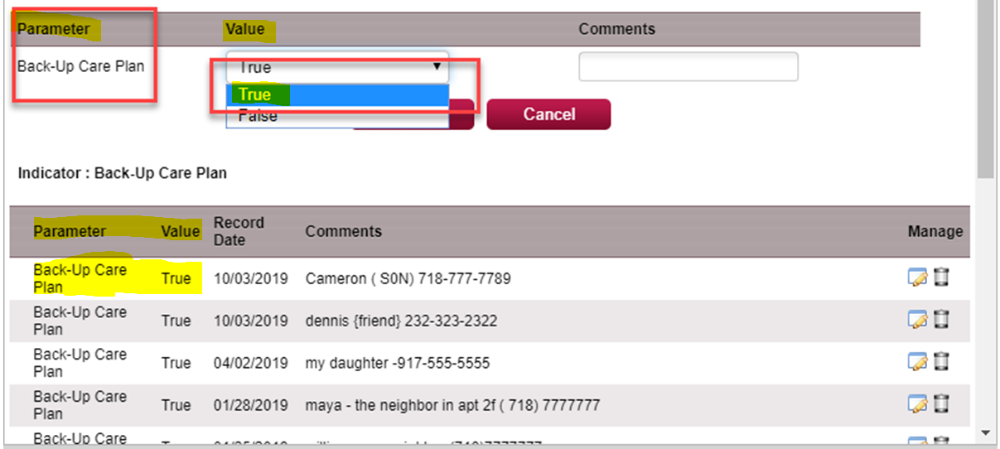 Parameter Value Comments
Back-Up Care Plan True
True
False
Cancel
Indicator : Back-Up Care Plan
Parameter Value Record Date Comments Manage
Back-Up Care
Plan True 10/03/2019 Cameron ( S0N) 718-777-7789
Back-Up Care
Plan True 10/03/2019 dennis {friend} 232-323-2322
Back-Up Care
Plan True 04/02/2019 my daughter -917-555-5555
Back-Up Care
Plan True 01/28/2019 maya - the neighbor in apt 2f ( 718) 7777777
Back-Up Care